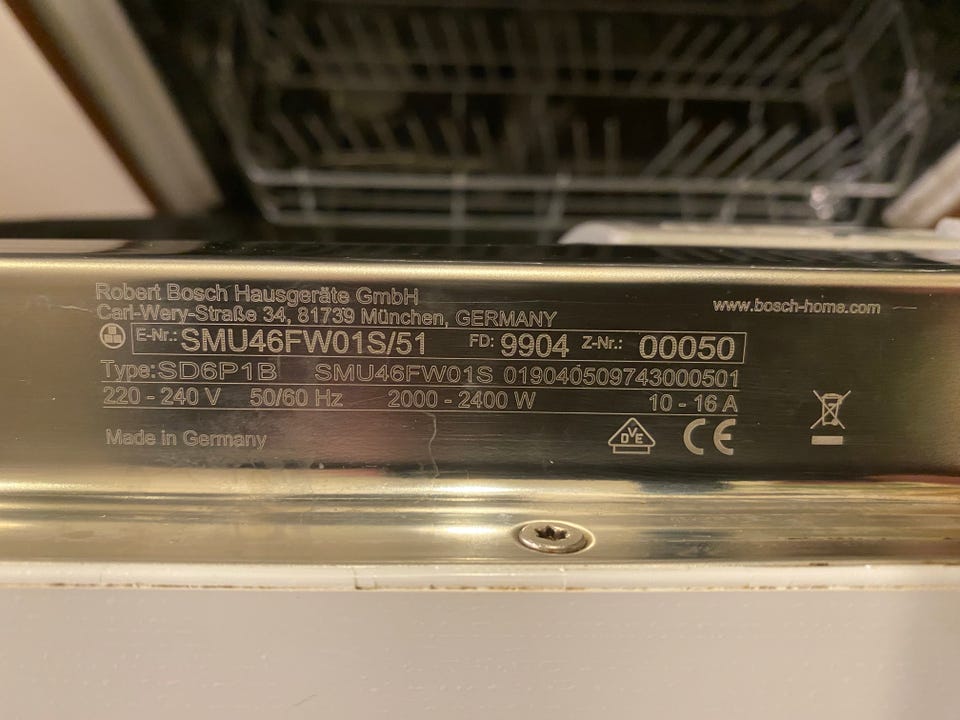 Robert Bosch Hausgeräte GmbH
www.bosch-home.com
Carl-Wery-Straße 34, 81739 München, GERMANY
E-Nr.: SMU46FW01S/51 FD: 9904 Z-Nr.: 00050
Type: SD6P1B SMU46FW01S 019040509743000501
220 - 240 V 50/60 Hz 2000 - 2400 W 10 - 16 A
Made in Germany
DVE CE